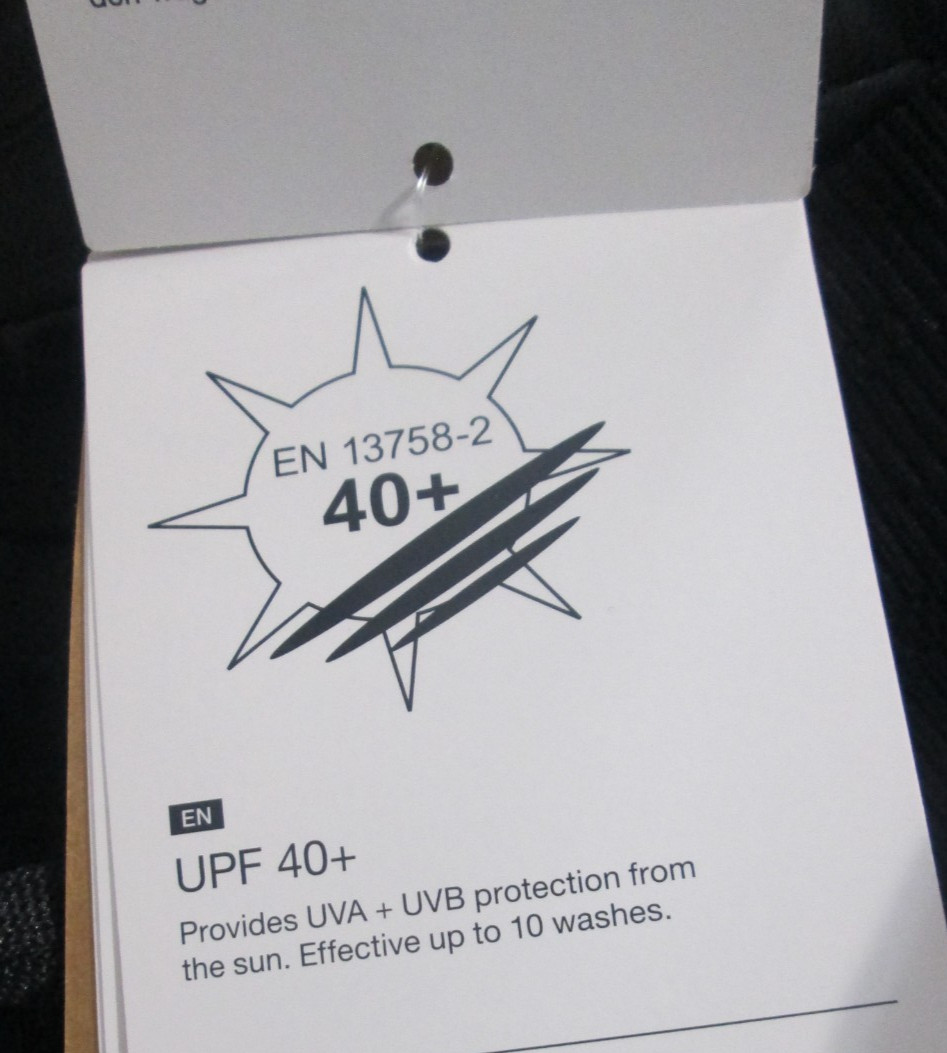 EN 13758-2
40+
EN
UPF 40+
Provides UVA + UVB protection from
the sun. Effective up to 10 washes.